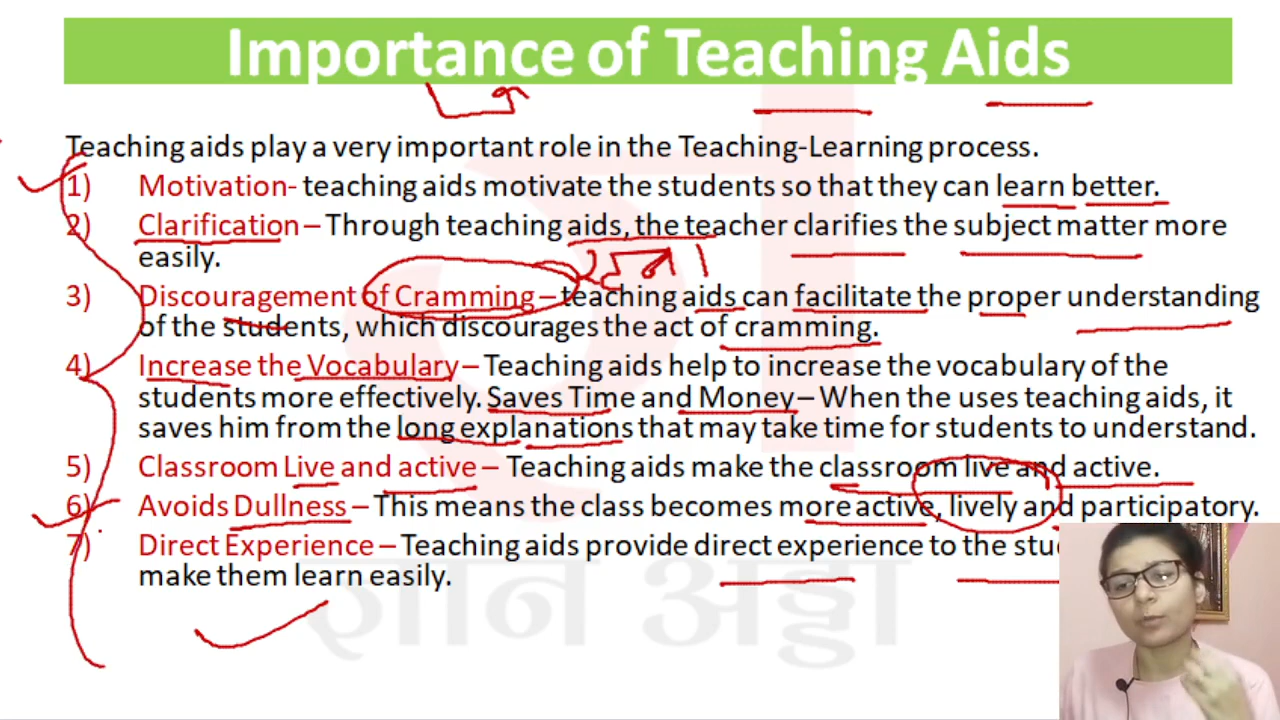 Importance of Teaching Aids
Teaching aids play a very important role in the Teaching-Learning process.
1) Motivation- teaching aids motivate the students so that they can learn better.
2) Clarification – Through teaching aids, the teacher clarifies the subject matter more
easily.
3) Discouragement of Cramming – teaching aids can facilitate the proper understanding
of the students, which discourages the act of cramming.
4) Increase the Vocabulary – Teaching aids help to increase the vocabulary of the
students more effectively. Saves Time and Money – When the uses teaching aids, it
saves him from the long explanations that may take time for students to understand.
5) Classroom Live and active – Teaching aids make the classroom live and active.
6) Avoids Dullness – This means the class becomes more active, lively and participatory.
7) Direct Experience – Teaching aids provide direct experience to the stu
make them learn easily.
ज्ञान अड्डा